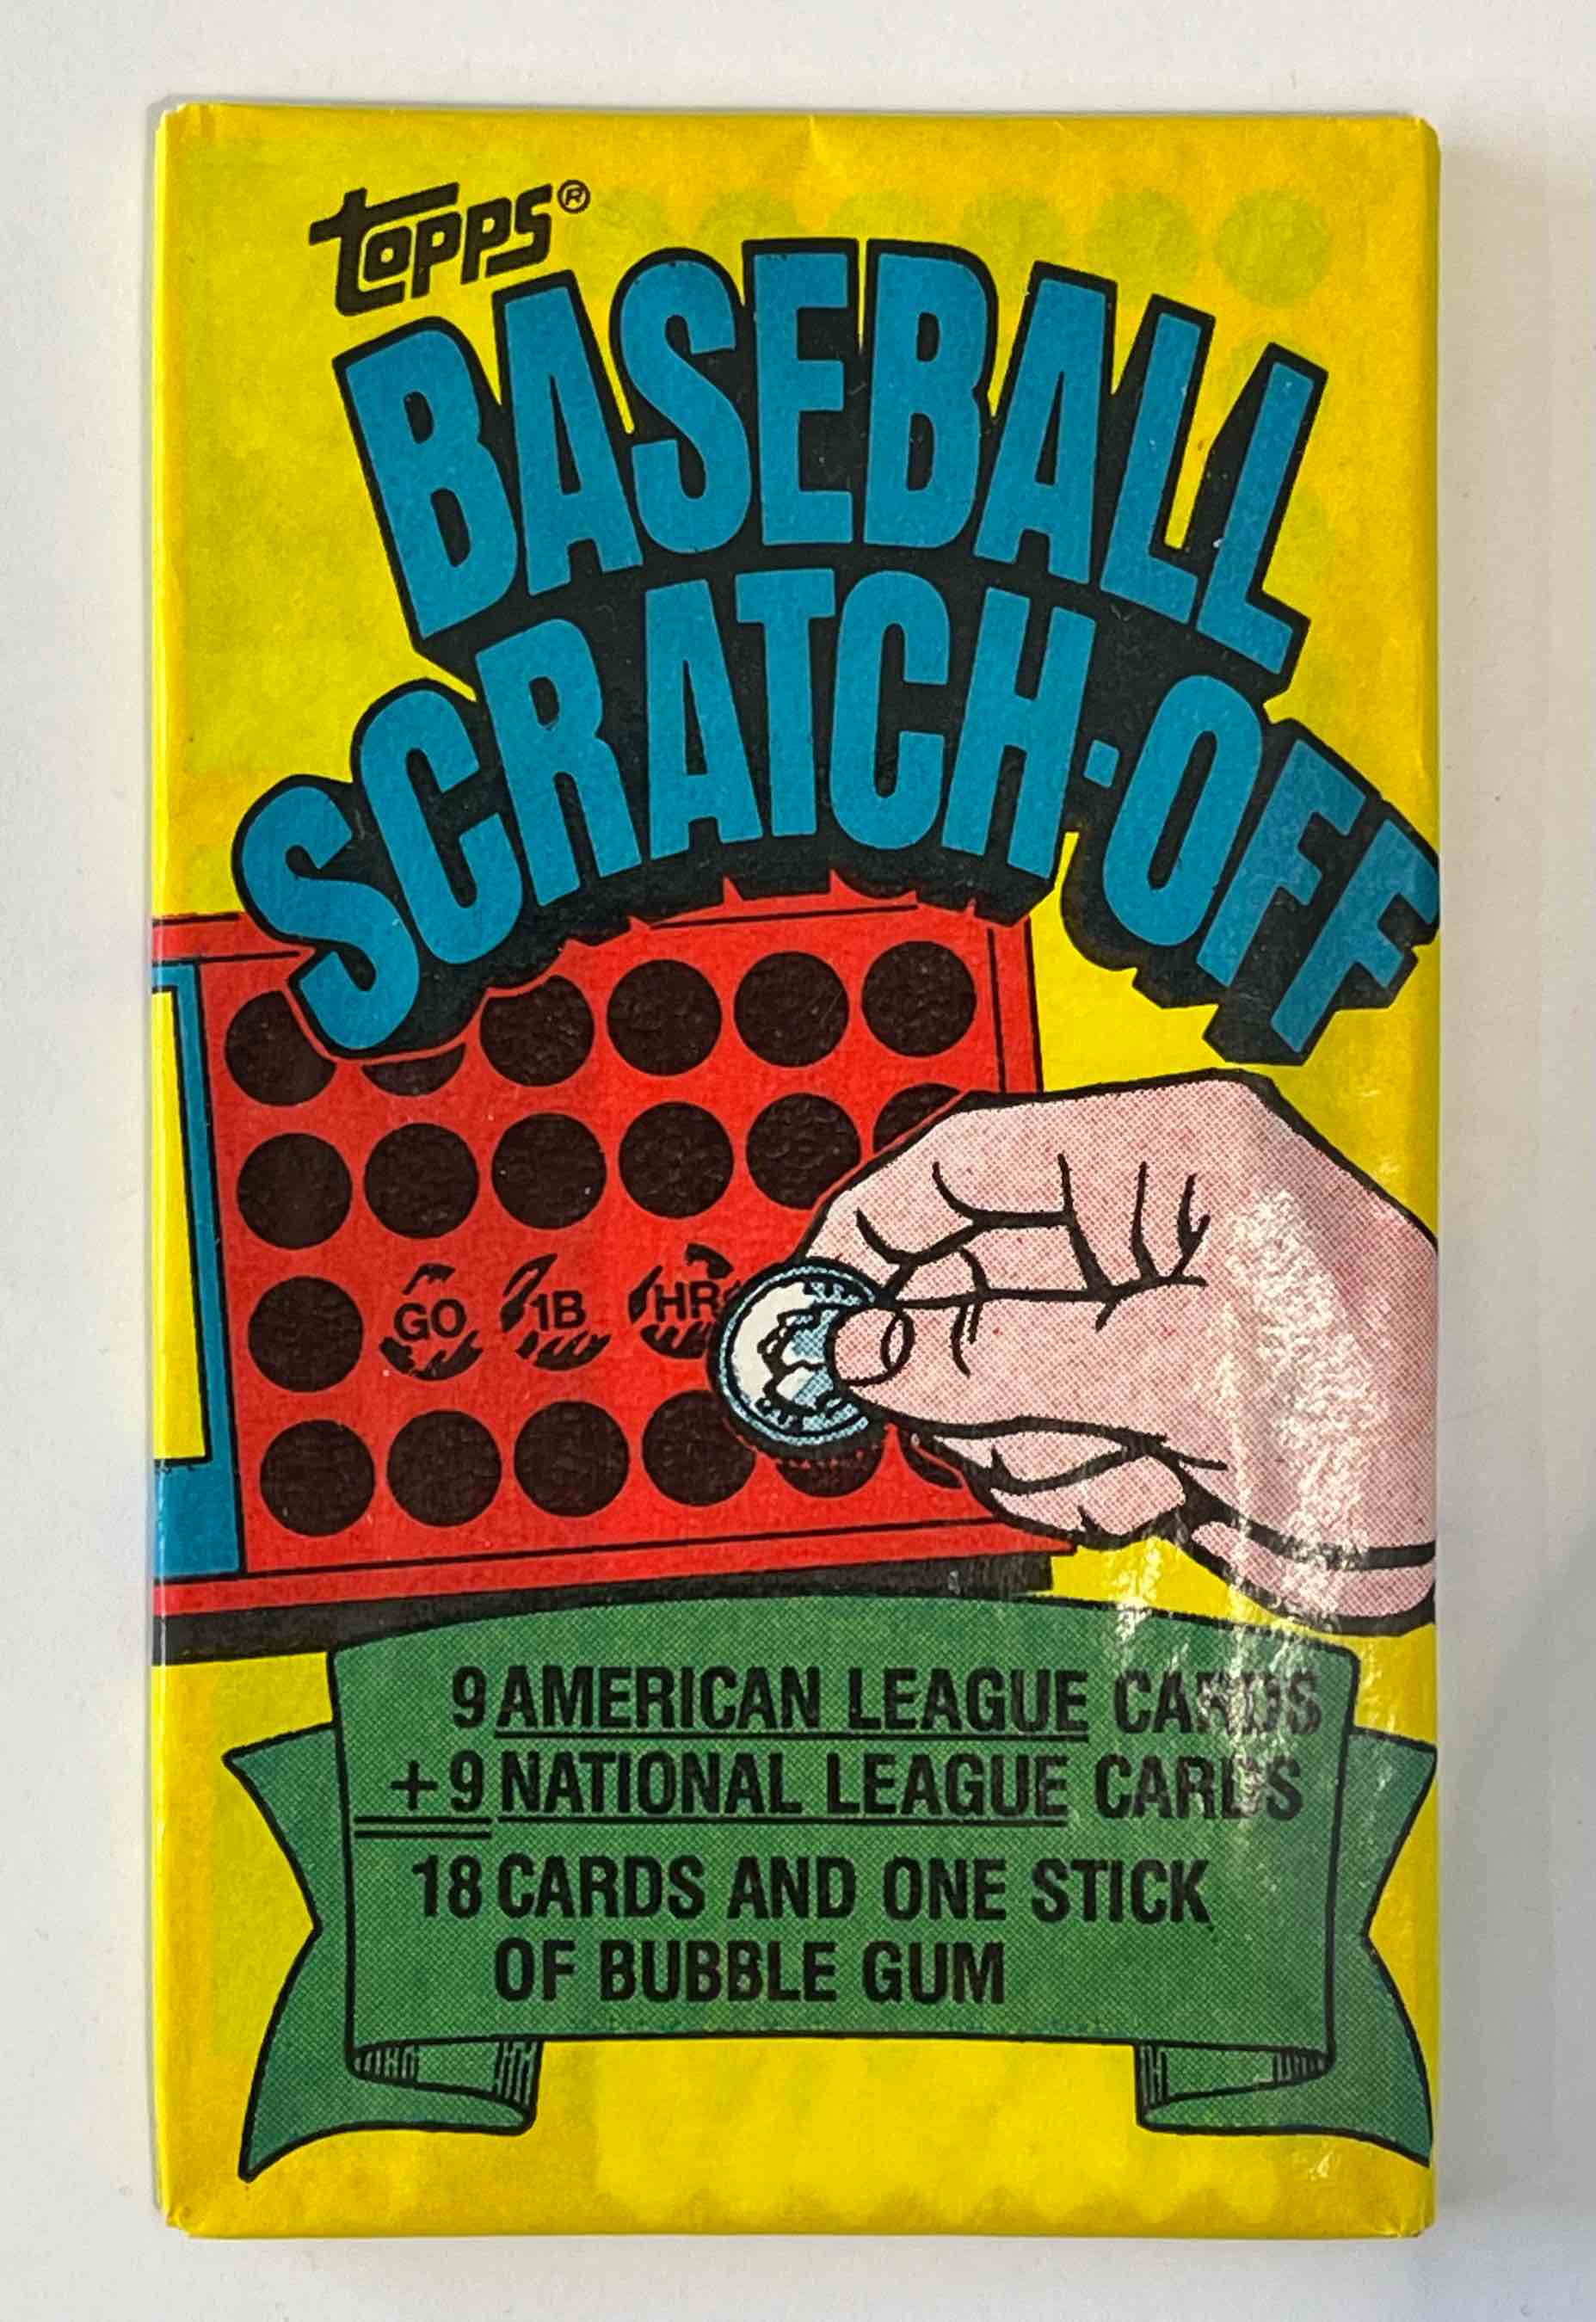 topps®
BASEBALL
SCRATCH-OFF
GO 1B HR
9 AMERICAN LEAGUE CARDS
+9 NATIONAL LEAGUE CARDS
18 CARDS AND ONE STICK
OF BUBBLE GUM